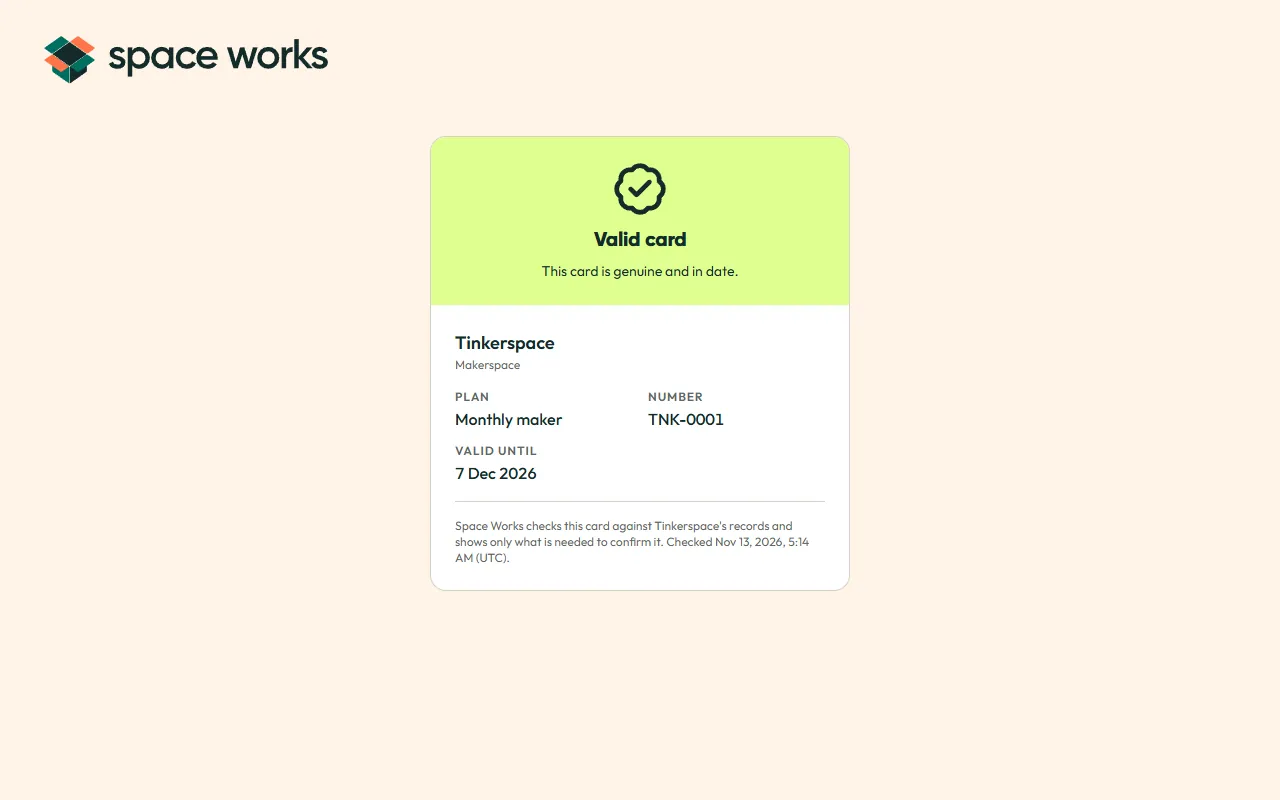 space works
Valid card
This card is genuine and in date.
Tinkerspace
Makerspace
PLAN
Monthly maker
NUMBER
TNK-0001
VALID UNTIL
7 Dec 2026
Space Works checks this card against Tinkerspace's records and
shows only what is needed to confirm it. Checked Nov 13, 2026, 5:14
AM (UTC).